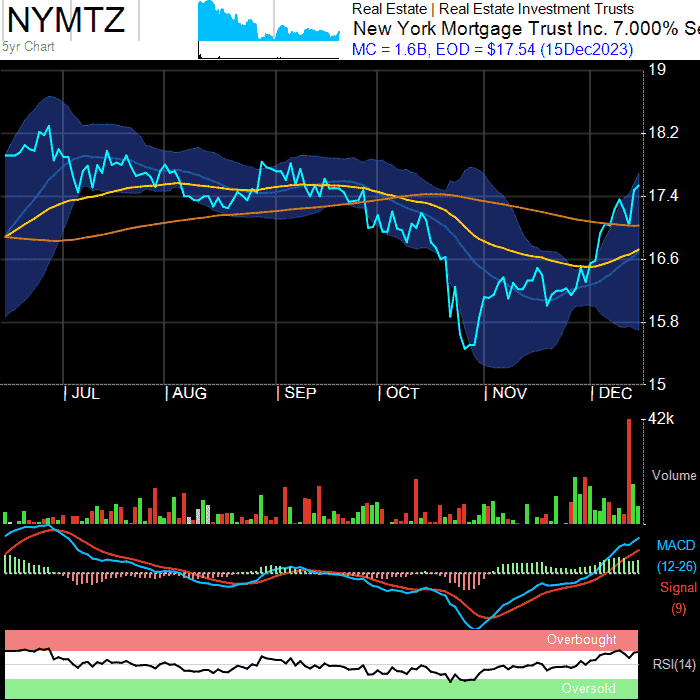 NYMTZ
5yr Chart
Real Estate | Real Estate Investment Trusts
New York Mortgage Trust Inc. 7.000% Se
MC = 1.6B, EOD = $17.54 (15Dec2023)
19
18.2
17.4
16.6
15.8
15
| JUL | AUG | SEP | OCT | NOV | DEC
42k
Volume
MACD
(12-26)
Signal
(9)
Overbought
RSI(14)
Oversold